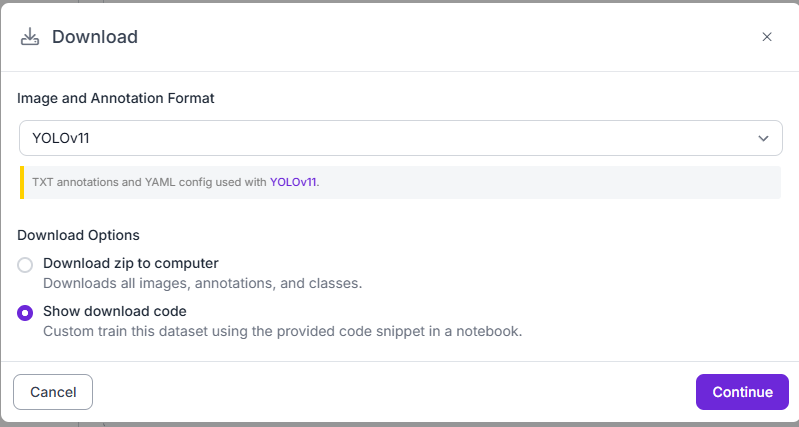 Download
Image and Annotation Format
YOLOv11
TXT annotations and YAML config used with YOLOv11.
Download Options
Download zip to computer
Downloads all images, annotations, and classes.
Show download code
Custom train this dataset using the provided code snippet in a notebook.
Cancel
Continue